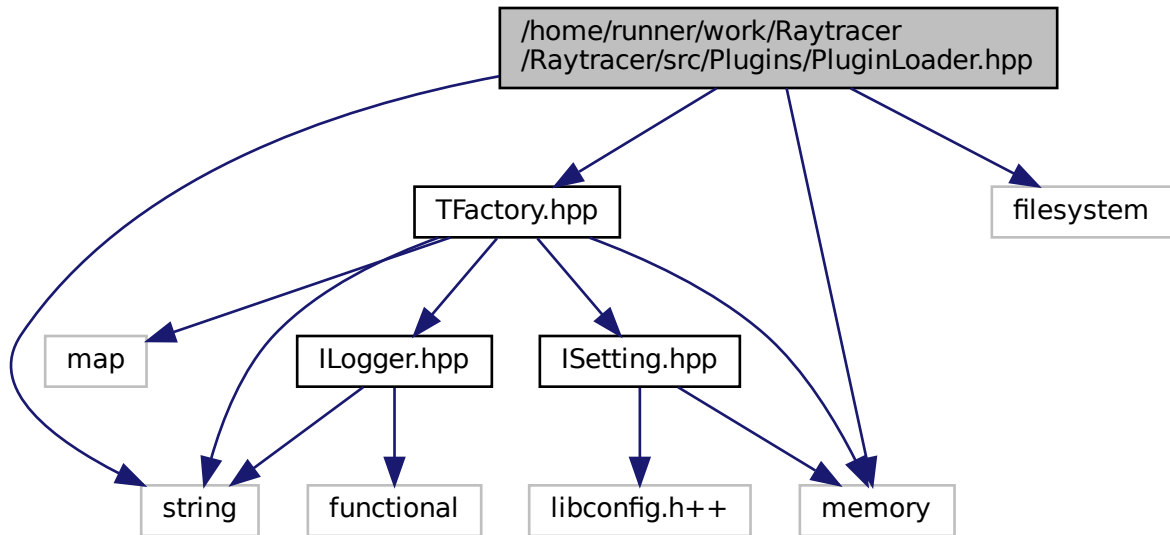 /home/runner/work/Raytracer
/Raytracer/src/Plugins/PluginLoader.hpp
TFactory.hpp
filesystem
map
ILogger.hpp
ISetting.hpp
string
functional
libconfig.h++
memory